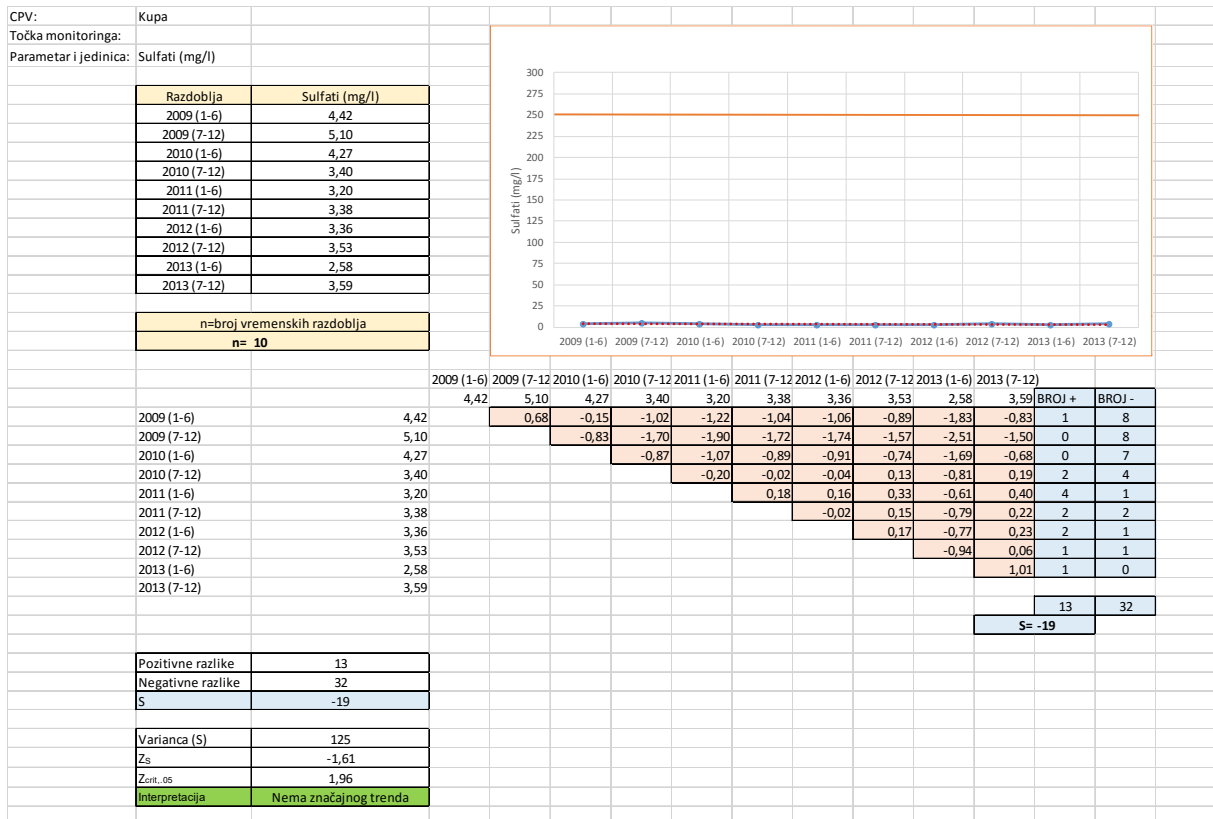 CPV: Kupa
Točka monitoringa:
Parametar i jedinica: Sulfati (mg/l)
Razdoblja Sulfati (mg/l)
2009 (1-6) 4,42
2009 (7-12) 5,10
2010 (1-6) 4,27
2010 (7-12) 3,40
2011 (1-6) 3,20
2011 (7-12) 3,38
2012 (1-6) 3,36
2012 (7-12) 3,53
2013 (1-6) 2,58
2013 (7-12) 3,59
n=broj vremenskih razdoblja
n= 10
300
275
250
225
200
175
150
125
100
75
50
25
0
Sulfati (mg/l)
2009 (1-6) 2009 (7-12) 2010 (1-6) 2010 (7-12) 2011 (1-6) 2011 (7-12) 2012 (1-6) 2012 (7-12) 2013 (1-6) 2013 (7-12)
2009 (1-6) 2009 (7-12 2010 (1-6) 2010 (7-12 2011 (1-6) 2011 (7-12 2012 (1-6) 2012 (7-12 2013 (1-6) 2013 (7-12)
4,42 5,10 4,27 3,40 3,20 3,38 3,36 3,53 2,58 3,59 BROJ + BROJ -
2009 (1-6) 4,42 0,68 -0,15 -1,02 -1,22 -1,04 -1,06 -0,89 -1,83 -0,83 1 8
2009 (7-12) 5,10 -0,83 -1,70 -1,90 -1,72 -1,74 -1,57 -2,51 -1,50 0 8
2010 (1-6) 4,27 -0,87 -1,07 -0,89 -0,91 -0,74 -1,69 -0,68 0 7
2010 (7-12) 3,40 -0,20 -0,02 -0,04 0,13 -0,81 0,19 2 4
2011 (1-6) 3,20 0,18 0,16 0,33 -0,61 0,40 4 1
2011 (7-12) 3,38 -0,02 0,15 -0,79 0,22 2 2
2012 (1-6) 3,36 0,17 -0,77 0,23 2 1
2012 (7-12) 3,53 -0,94 0,06 1 1
2013 (1-6) 2,58 1,01 1 0
2013 (7-12) 3,59
13 32
S= -19
Pozitivne razlike 13
Negativne razlike 32
S -19
Varianca (S) 125
Zs -1,61
Zcrit,.05 1,96
Interpretacija Nema značajnog trenda